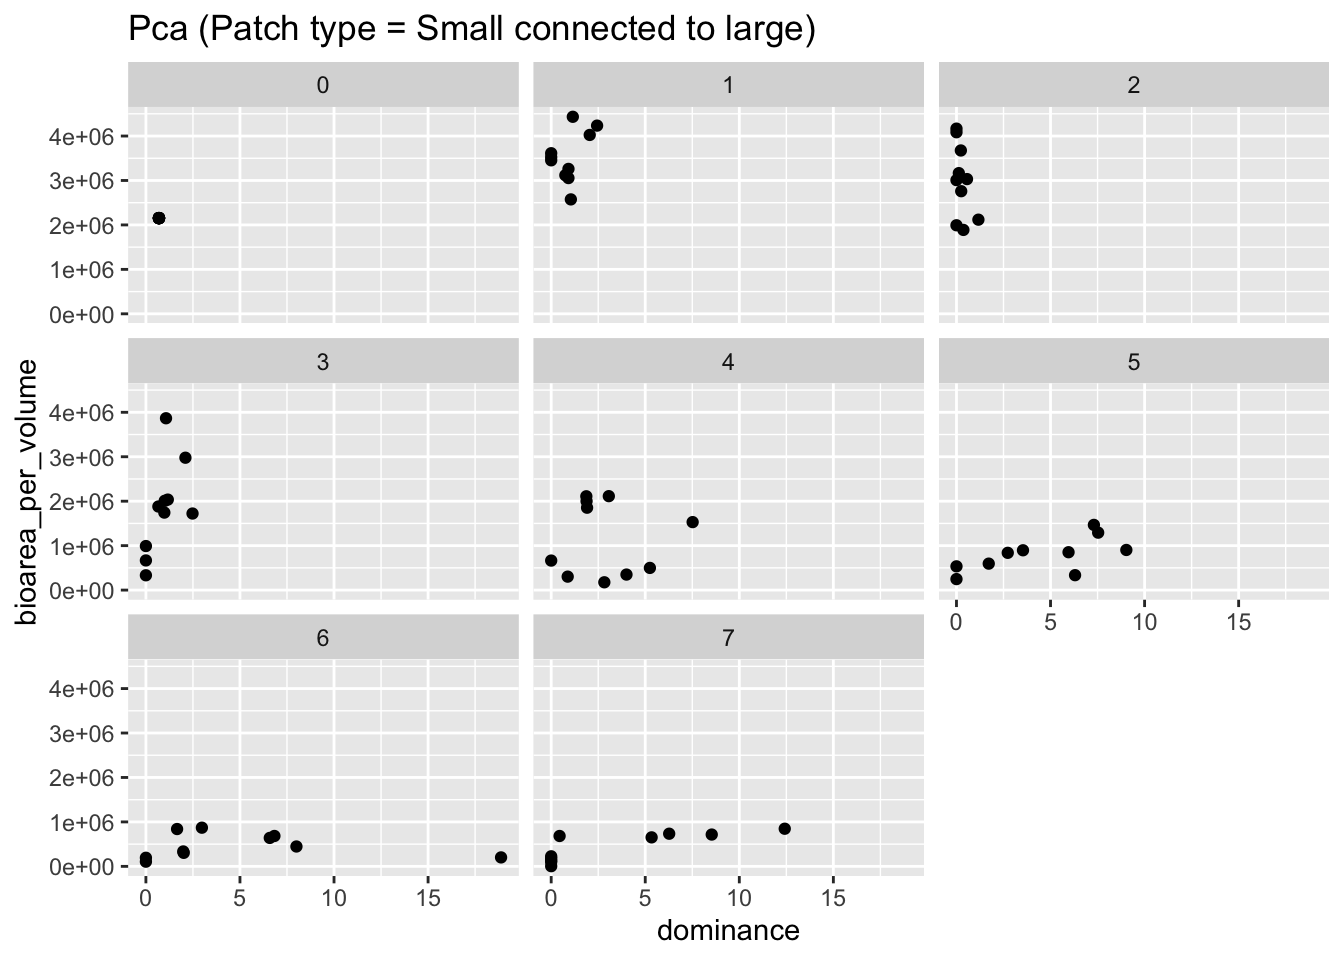 Pca (Patch type = Small connected to large)
0 1 2
4e+06
3e+06
2e+06
1e+06
0e+00
3 4 5
4e+06
3e+06
2e+06
1e+06
0e+00
0 5 10 15
6 7
4e+06
3e+06
2e+06
1e+06
0e+00
0 5 10 15 0 5 10 15
dominance
bioarea_per_volume